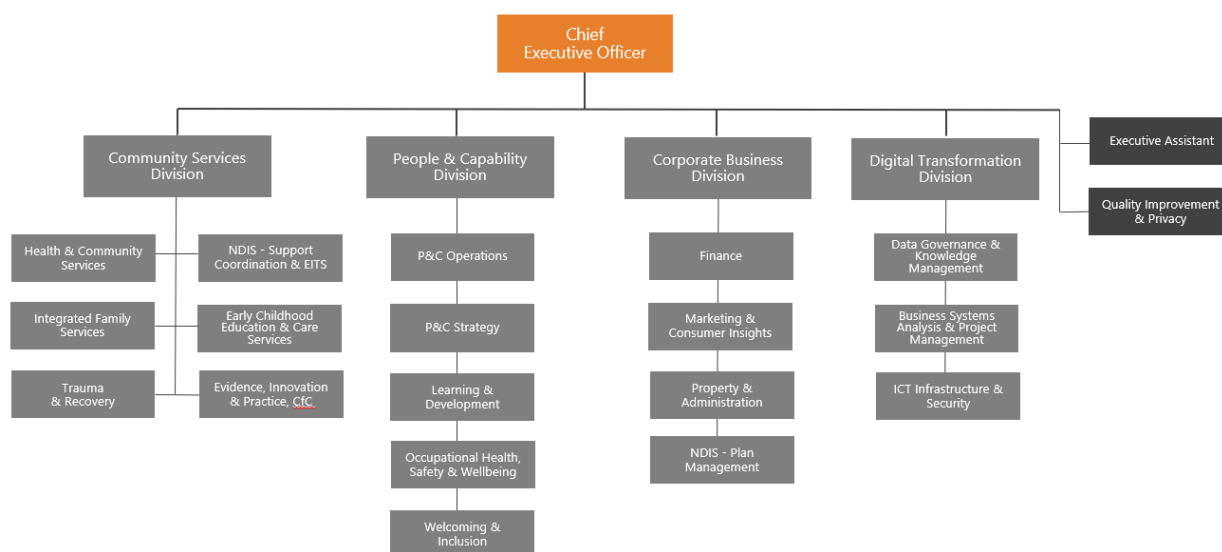 Chief
Executive Officer
Community Services
Division
People & Capability
Division
Corporate Business
Division
Digital Transformation
Division
Executive Assistant
Quality Improvement
& Privacy
Health & Community
Services
NDIS - Support
Coordination & EITS
Integrated Family
Services
Early Childhood
Education & Care
Services
Trauma
& Recovery
Evidence, Innovation
& Practice, CfC
P&C Operations
P&C Strategy
Learning &
Development
Occupational Health,
Safety & Wellbeing
Welcoming &
Inclusion
Finance
Marketing &
Consumer Insights
Property &
Administration
NDIS - Plan
Management
Data Governance &
Knowledge
Management
Business Systems
Analysis & Project
Management
ICT Infrastructure &
Security